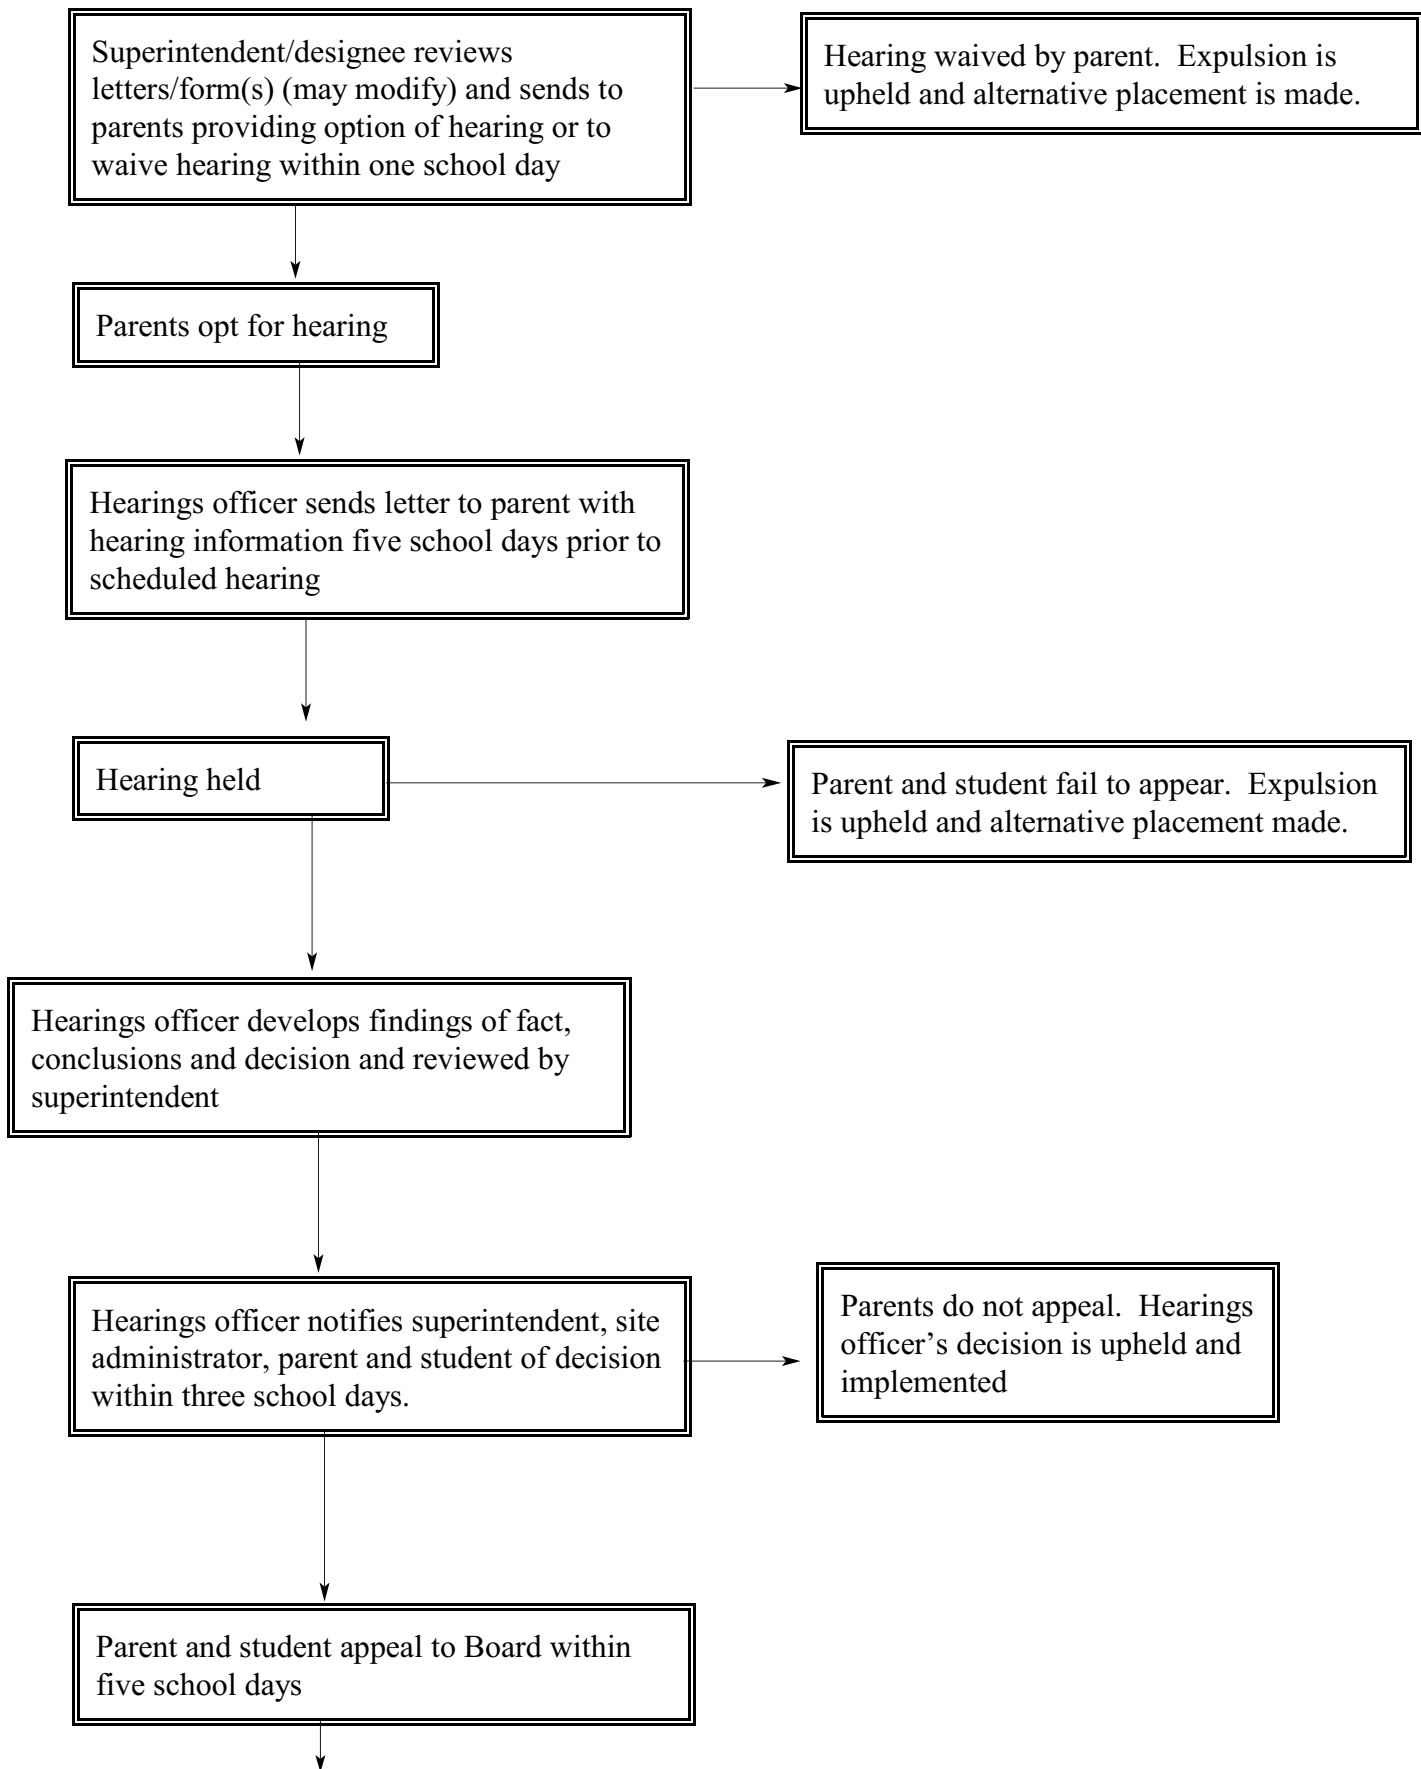 Superintendent/designee reviews
letters/form(s) (may modify) and sends to
parents providing option of hearing or to
waive hearing within one school day
Hearing waived by parent.  Expulsion is
upheld and alternative placement is made.
Parents opt for hearing
Hearings officer sends letter to parent with
hearing information five school days prior to
scheduled hearing
Hearing held
Parent and student fail to appear.  Expulsion
is upheld and alternative placement made.
Hearings officer develops findings of fact,
conclusions and decision and reviewed by
superintendent
Hearings officer notifies superintendent, site
administrator, parent and student of decision
within three school days.
Parents do not appeal.  Hearings
officer’s decision is upheld and
implemented
Parent and student appeal to Board within
five school days